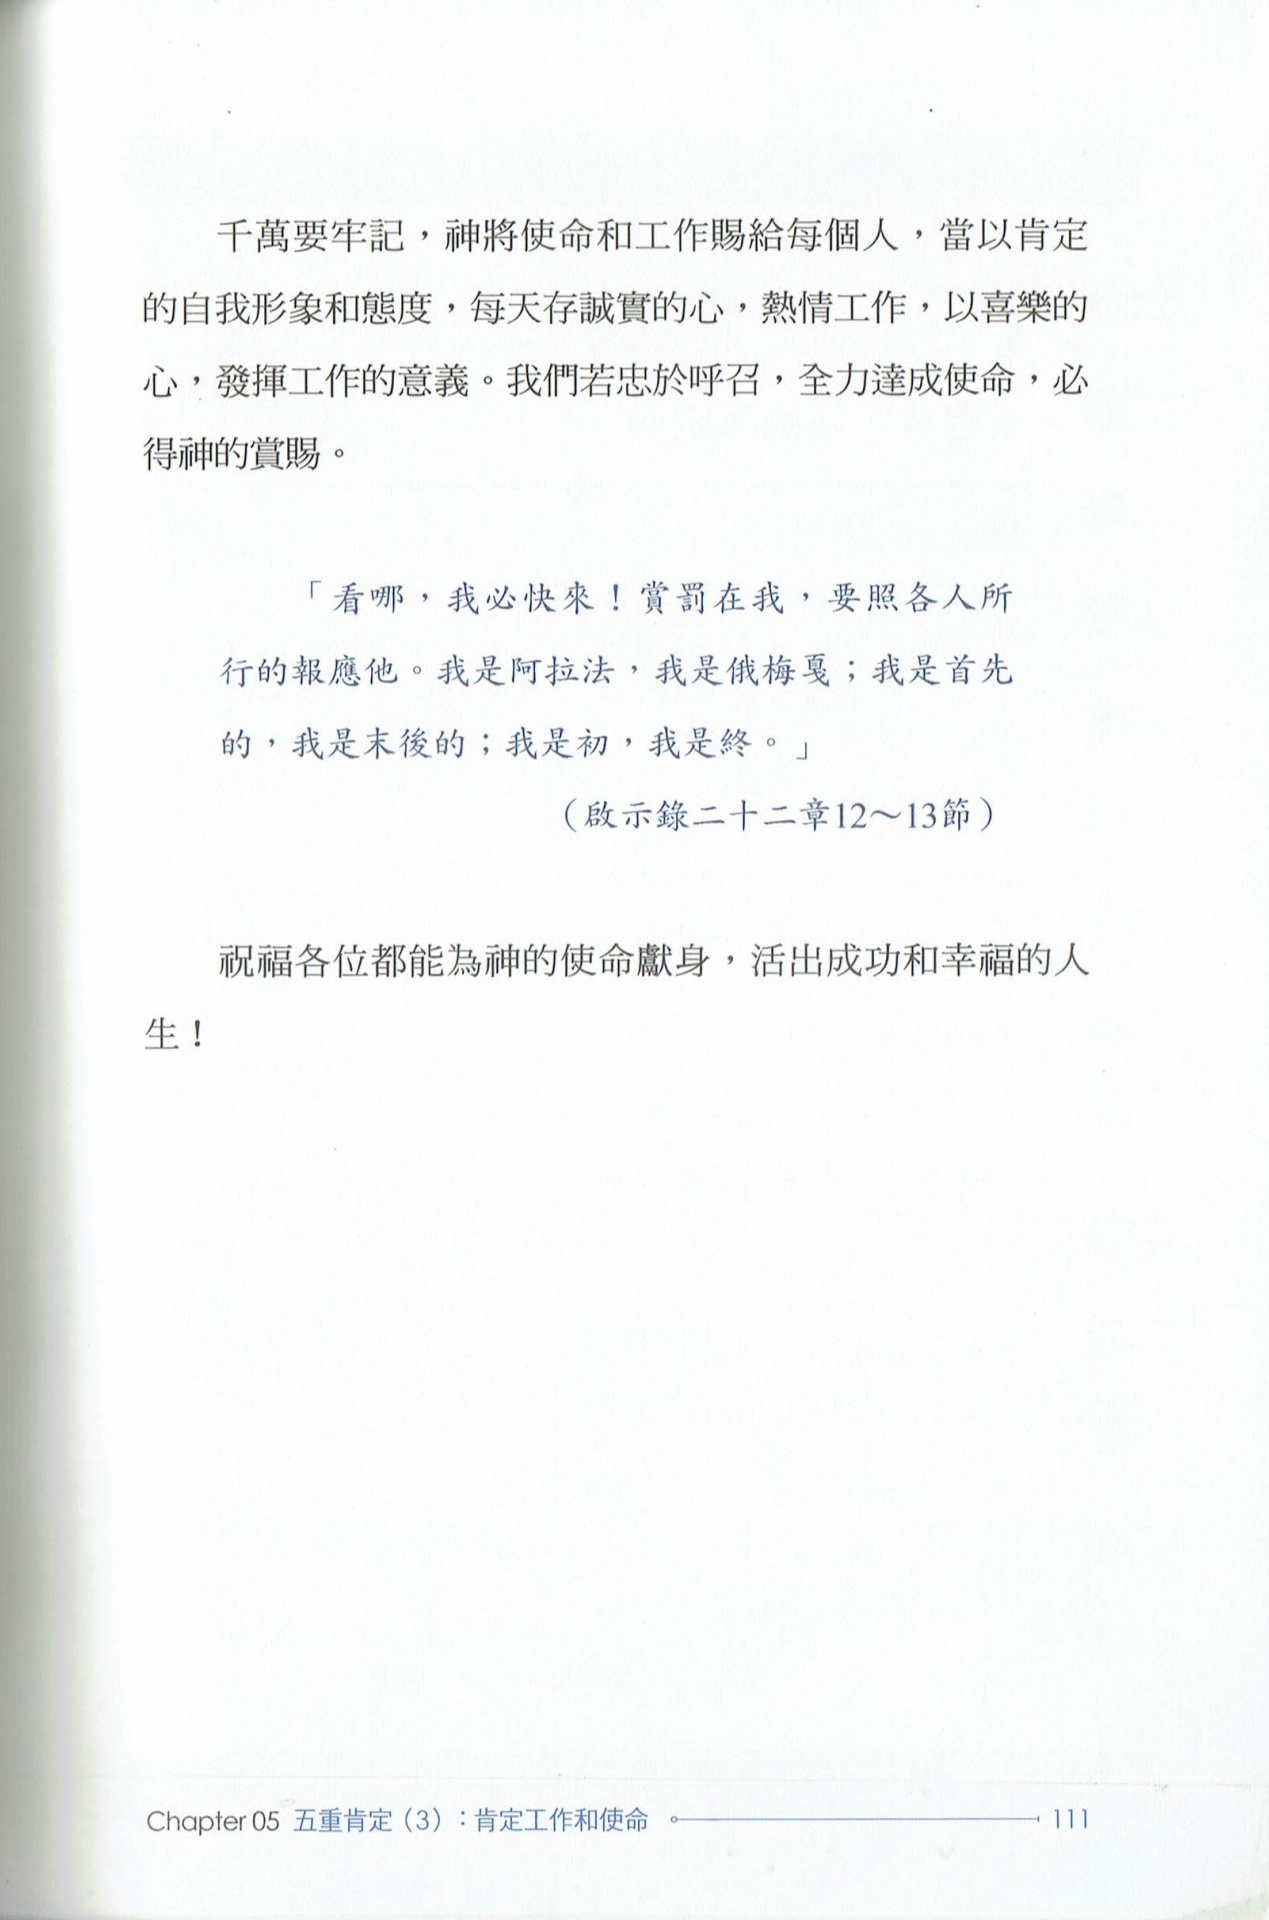 千萬要牢記，神將使命和工作賜給每個人，當以肯定
的自我形象和態度，每天存誠實的心，熱情工作，以喜樂的
心，發揮工作的意義。我們若忠於呼召，全力達成使命，必
得神的賞賜。
「看哪，我必快來！賞罰在我，要照各人所
行的報應他。我是阿拉法，我是俄梅戛；我是首先
的，我是末後的；我是初，我是終。」
（啟示錄二十二章12～13節）
祝福各位都能為神的使命獻身，活出成功和幸福的人
生！
Chapter 05 五重肯定（3）：肯定工作和使命 111